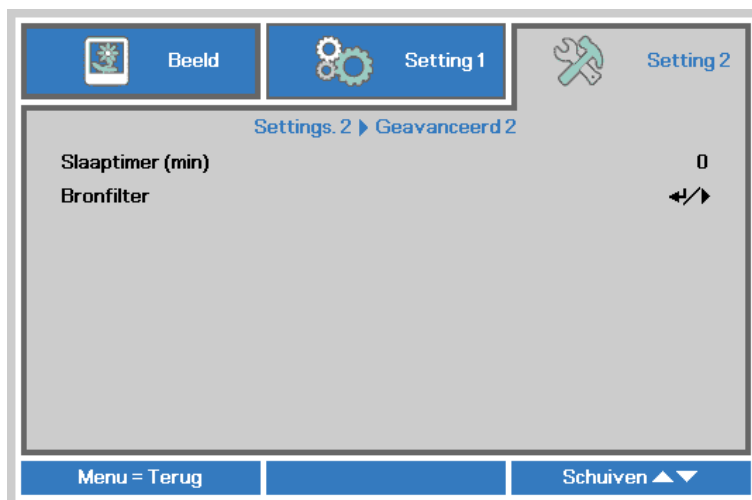 Beeld
Setting 1
Setting 2
Settings. 2 ▶ Geavanceerd 2
Slaaptimer (min) 0
Bronfilter ↵/▶
Menu = Terug
Schuiven ▲▼